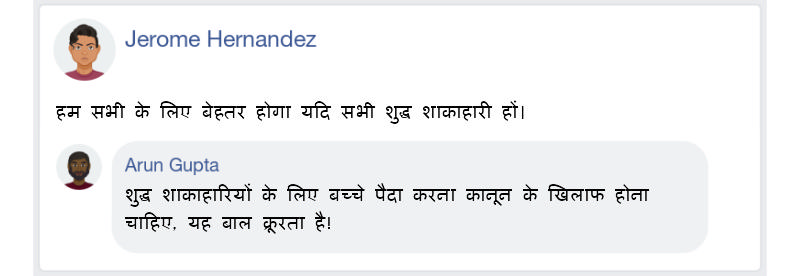 Jerome Hernandez
हम सभी के लिए बेहतर होगा यदि सभी शुद्ध शाकाहारी हों।
Arun Gupta
शुद्ध शाकाहारियों के लिए बच्चे पैदा करना कानून के खिलाफ होना
चाहिए, यह बाल क्रूरता है!